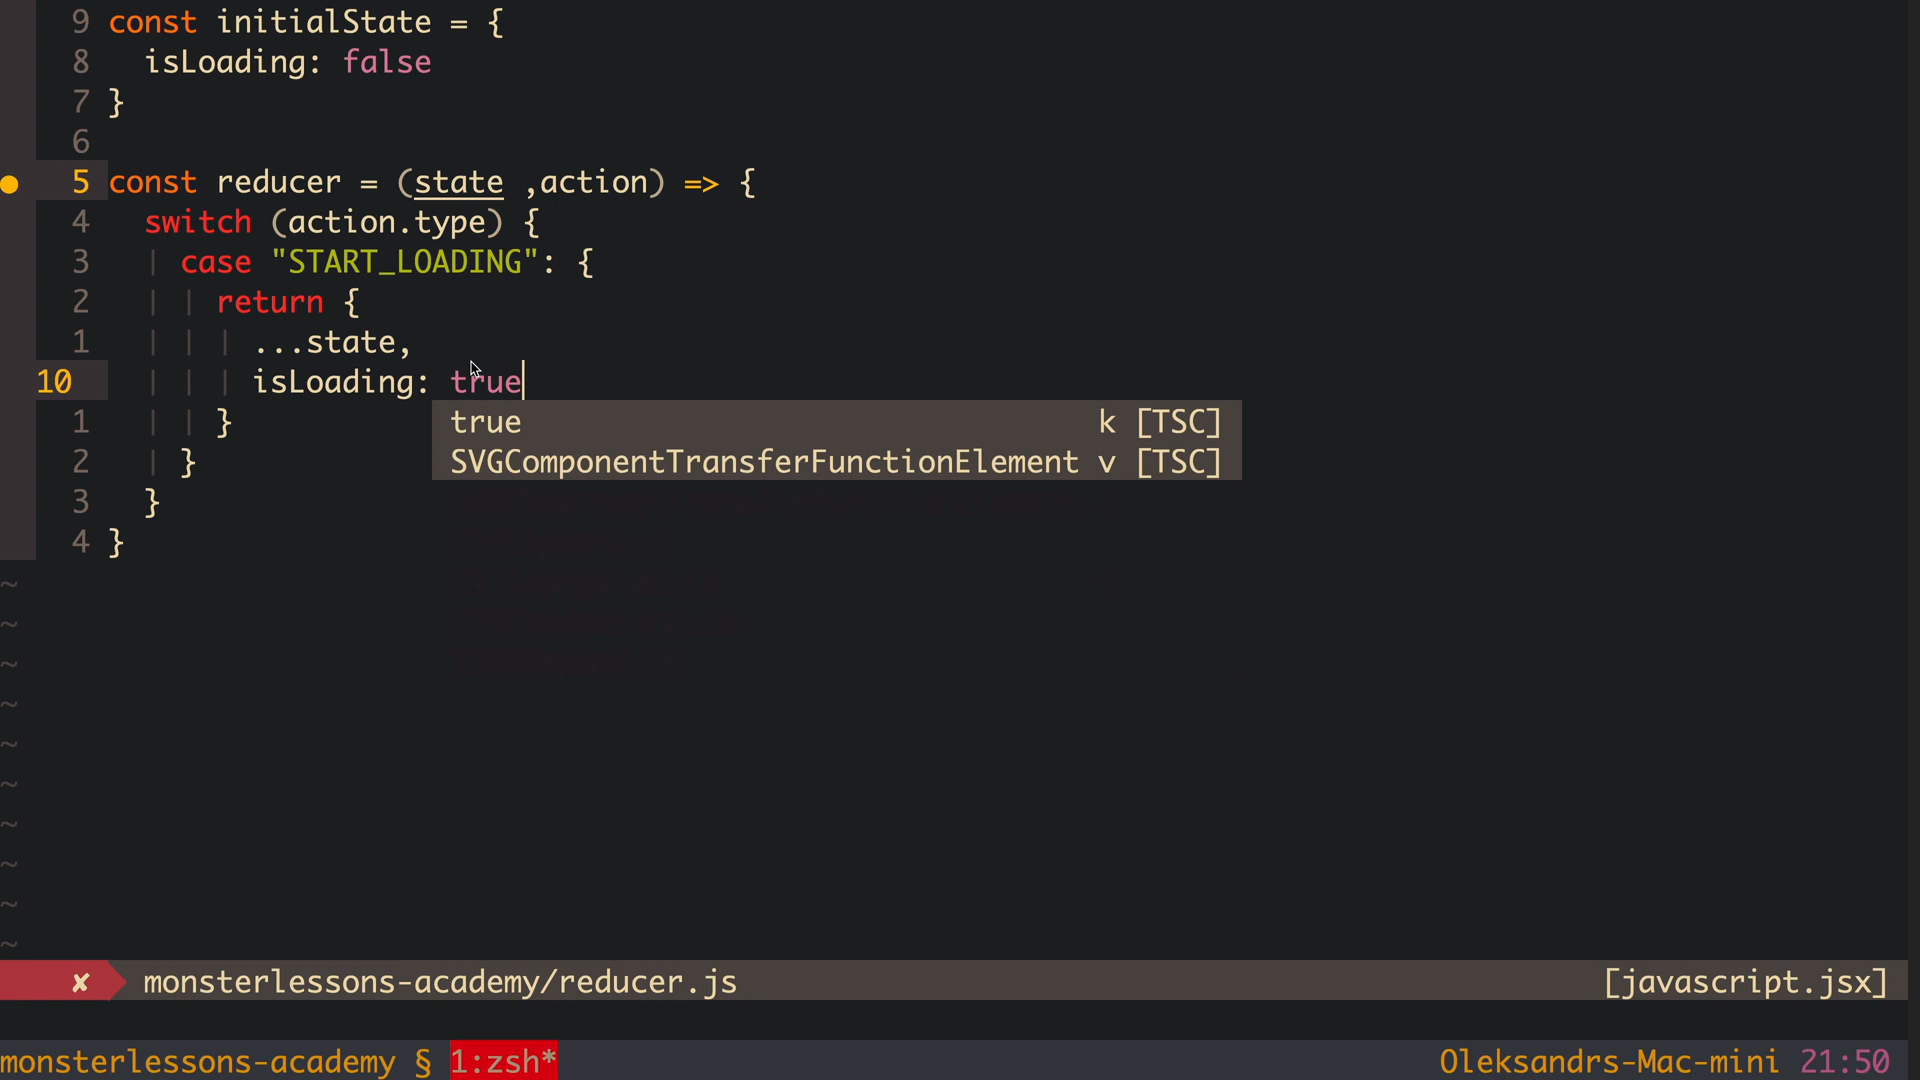 9 const initialState = {
8   isLoading: false
7 }
6
5 const reducer = (state ,action) => {
4   switch (action.type) {
3   | case "START_LOADING": {
2   | | return {
1   | | | ...state,
10  | | | isLoading: true
true k [TSC]
1   | | }
SVGComponentTransferFunctionElement v [TSC]
2   | }
3   }
4 }
~
~
~
~
~
~
~
~
~
~
✘ monsterlessons-academy/reducer.js [javascript.jsx]
monsterlessons-academy § 1:zsh* Oleksandrs-Mac-mini 21:50